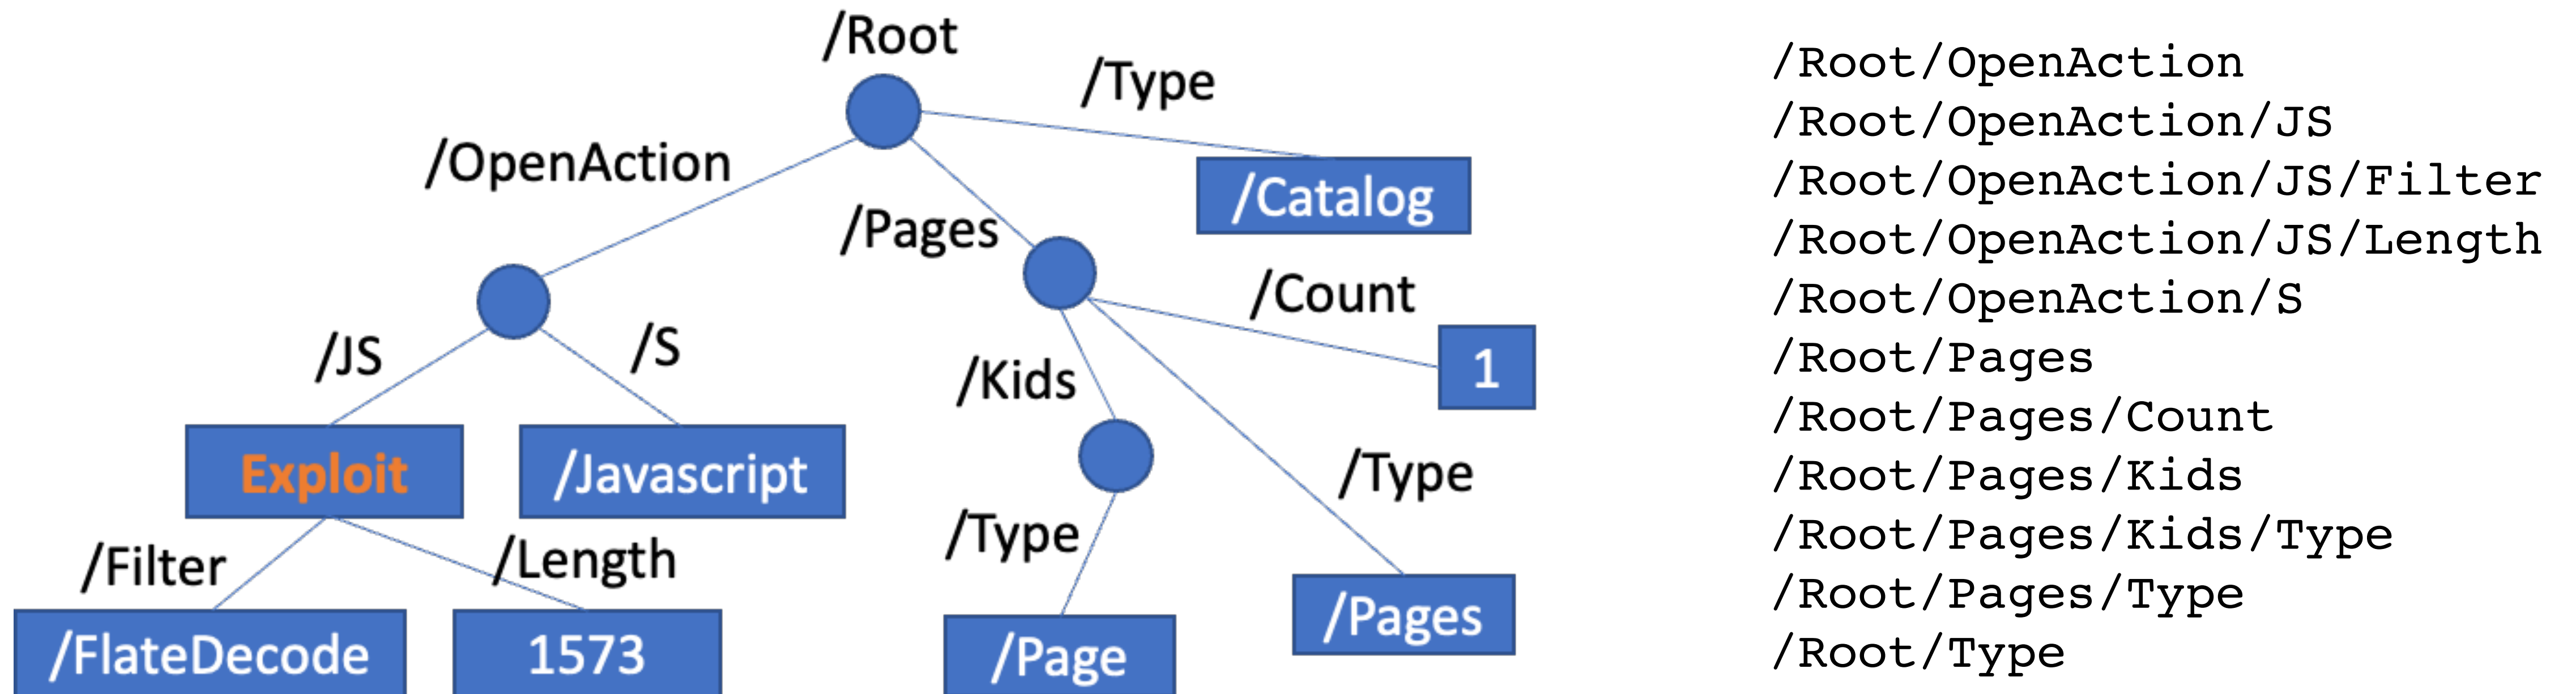 /Root
/Type
/OpenAction
/Catalog
/Pages
/Count
/JS
/S
/Kids
1
Exploit
/Javascript
/Type
/Type
/Filter
/Length
/Pages
/FlateDecode
1573
/Page
/Root/OpenAction
/Root/OpenAction/JS
/Root/OpenAction/JS/Filter
/Root/OpenAction/JS/Length
/Root/OpenAction/S
/Root/Pages
/Root/Pages/Count
/Root/Pages/Kids
/Root/Pages/Kids/Type
/Root/Pages/Type
/Root/Type